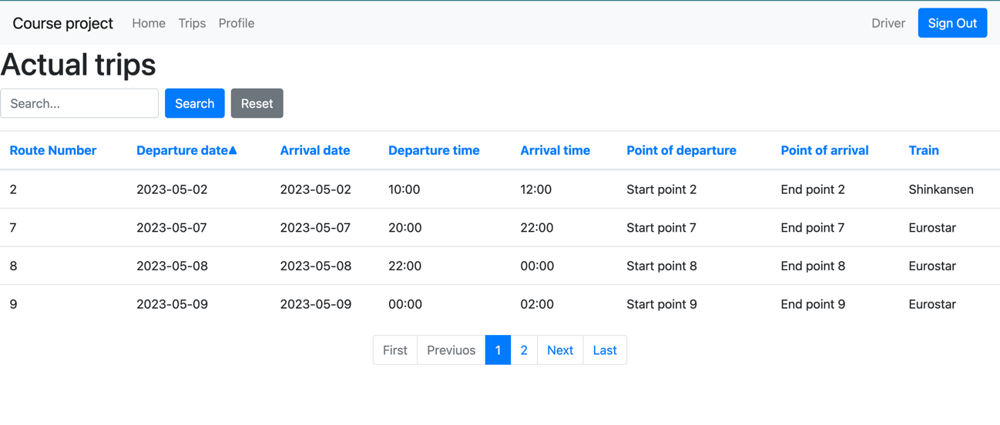 Course project Home Trips Profile Driver Sign Out
Actual trips
Search... Search Reset
Route Number Departure date▲ Arrival date Departure time Arrival time Point of departure Point of arrival Train
2 2023-05-02 2023-05-02 10:00 12:00 Start point 2 End point 2 Shinkansen
7 2023-05-07 2023-05-07 20:00 22:00 Start point 7 End point 7 Eurostar
8 2023-05-08 2023-05-08 22:00 00:00 Start point 8 End point 8 Eurostar
9 2023-05-09 2023-05-09 00:00 02:00 Start point 9 End point 9 Eurostar
First Previuos 1 2 Next Last